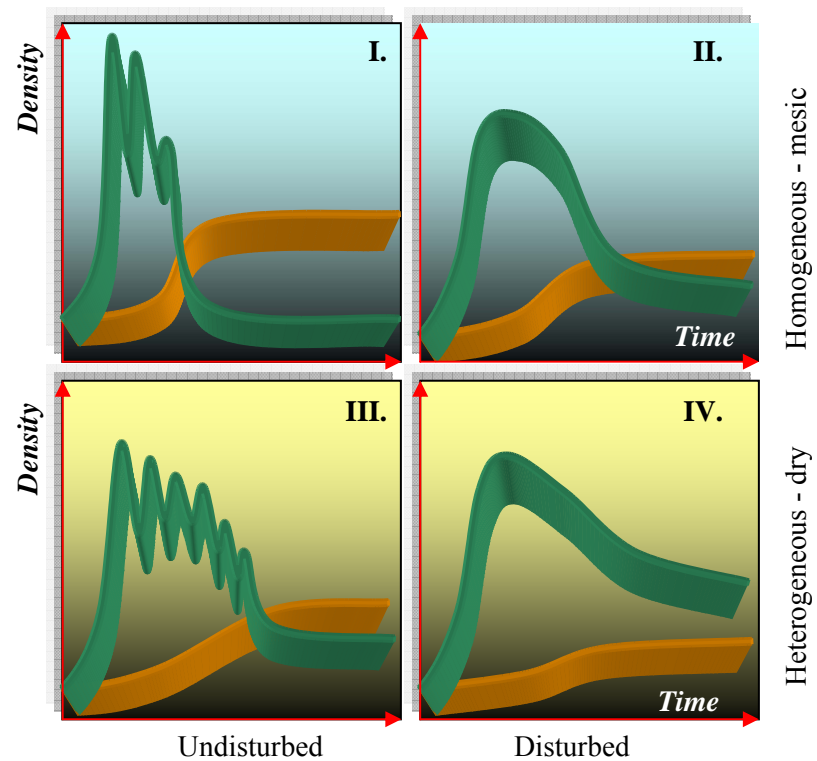 Density
I.
II.
Time
Homogeneous - mesic
Density
III.
IV.
Time
Heterogeneous - dry
Undisturbed
Disturbed